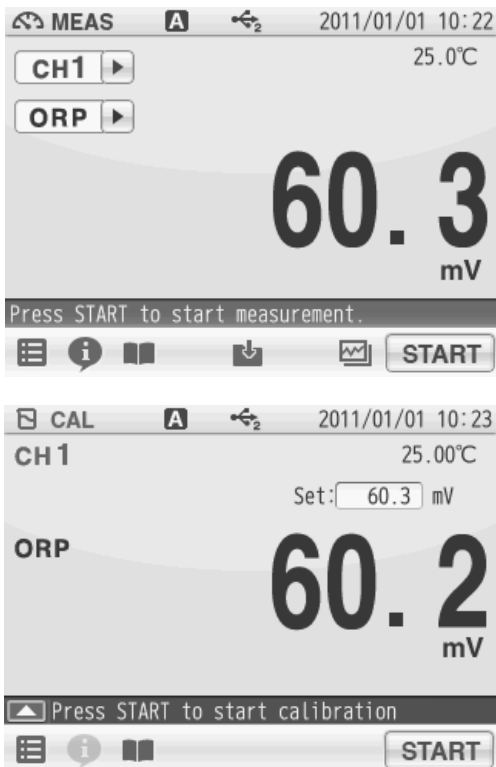 MEAS A 2 2011/01/01 10:22
CH1 25.0℃
ORP
60.3
mV
Press START to start measurement.
i START
CAL A 2 2011/01/01 10:23
CH1 25.00℃
Set: 60.3 mV
ORP
60.2
mV
Press START to start calibration
i START